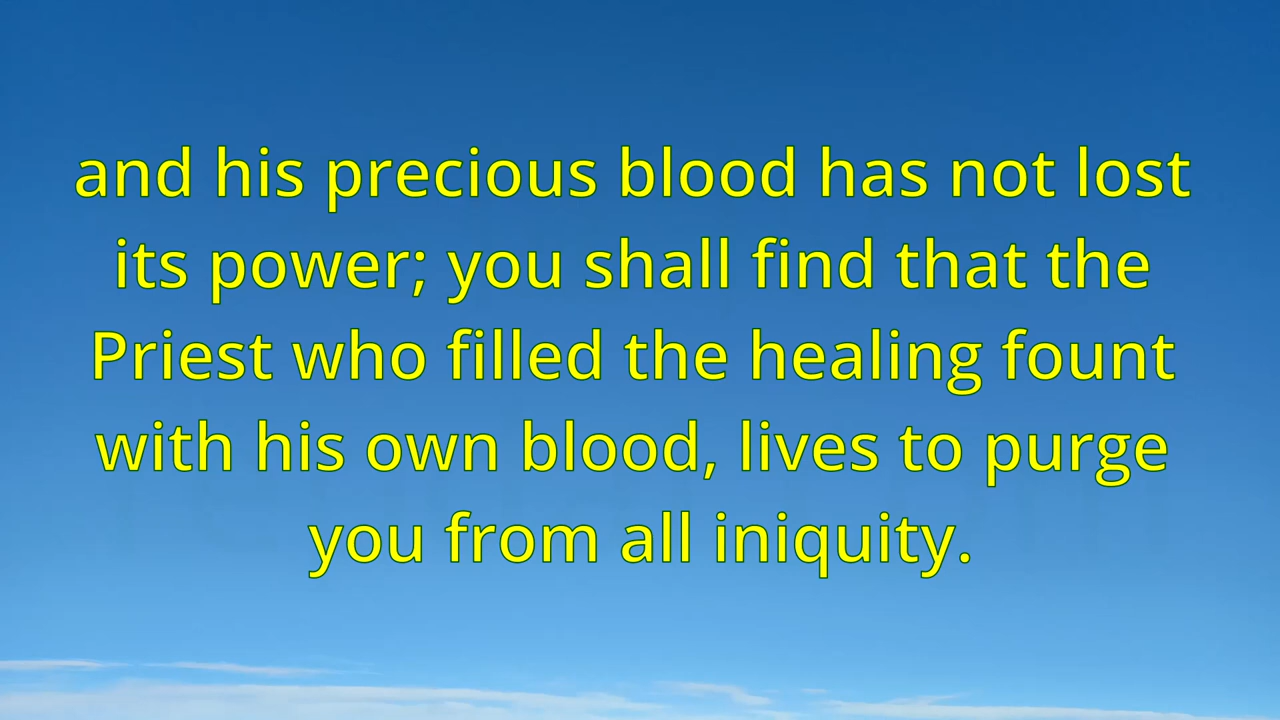 and his precious blood has not lost
its power; you shall find that the
Priest who filled the healing fount
with his own blood, lives to purge
you from all iniquity.